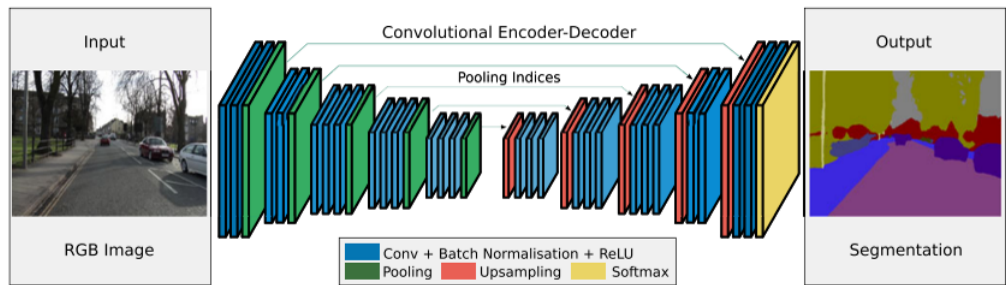 Input
Convolutional Encoder-Decoder
Output
Pooling Indices
RGB Image
Segmentation
Conv + Batch Normalisation + ReLU
Pooling
Upsampling
Softmax